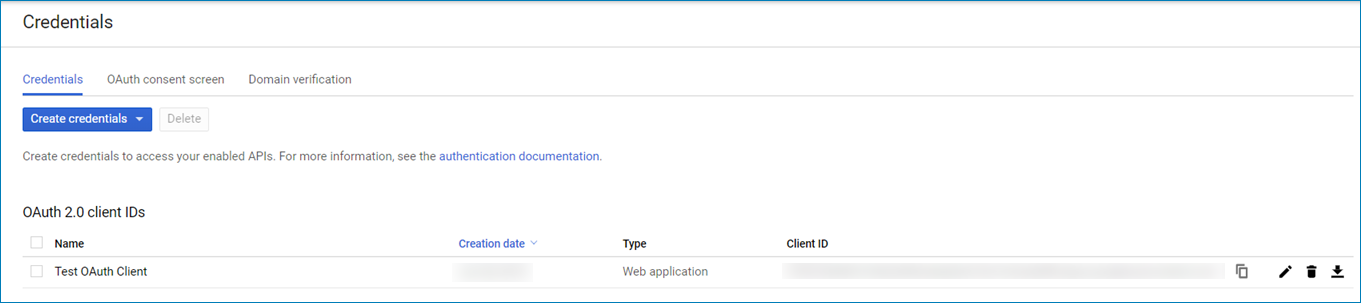 Credentials
Credentials OAuth consent screen Domain verification
Create credentials Delete
Create credentials to access your enabled APIs. For more information, see the authentication documentation.
OAuth 2.0 client IDs
Name Creation date Type Client ID
Test OAuth Client Web application